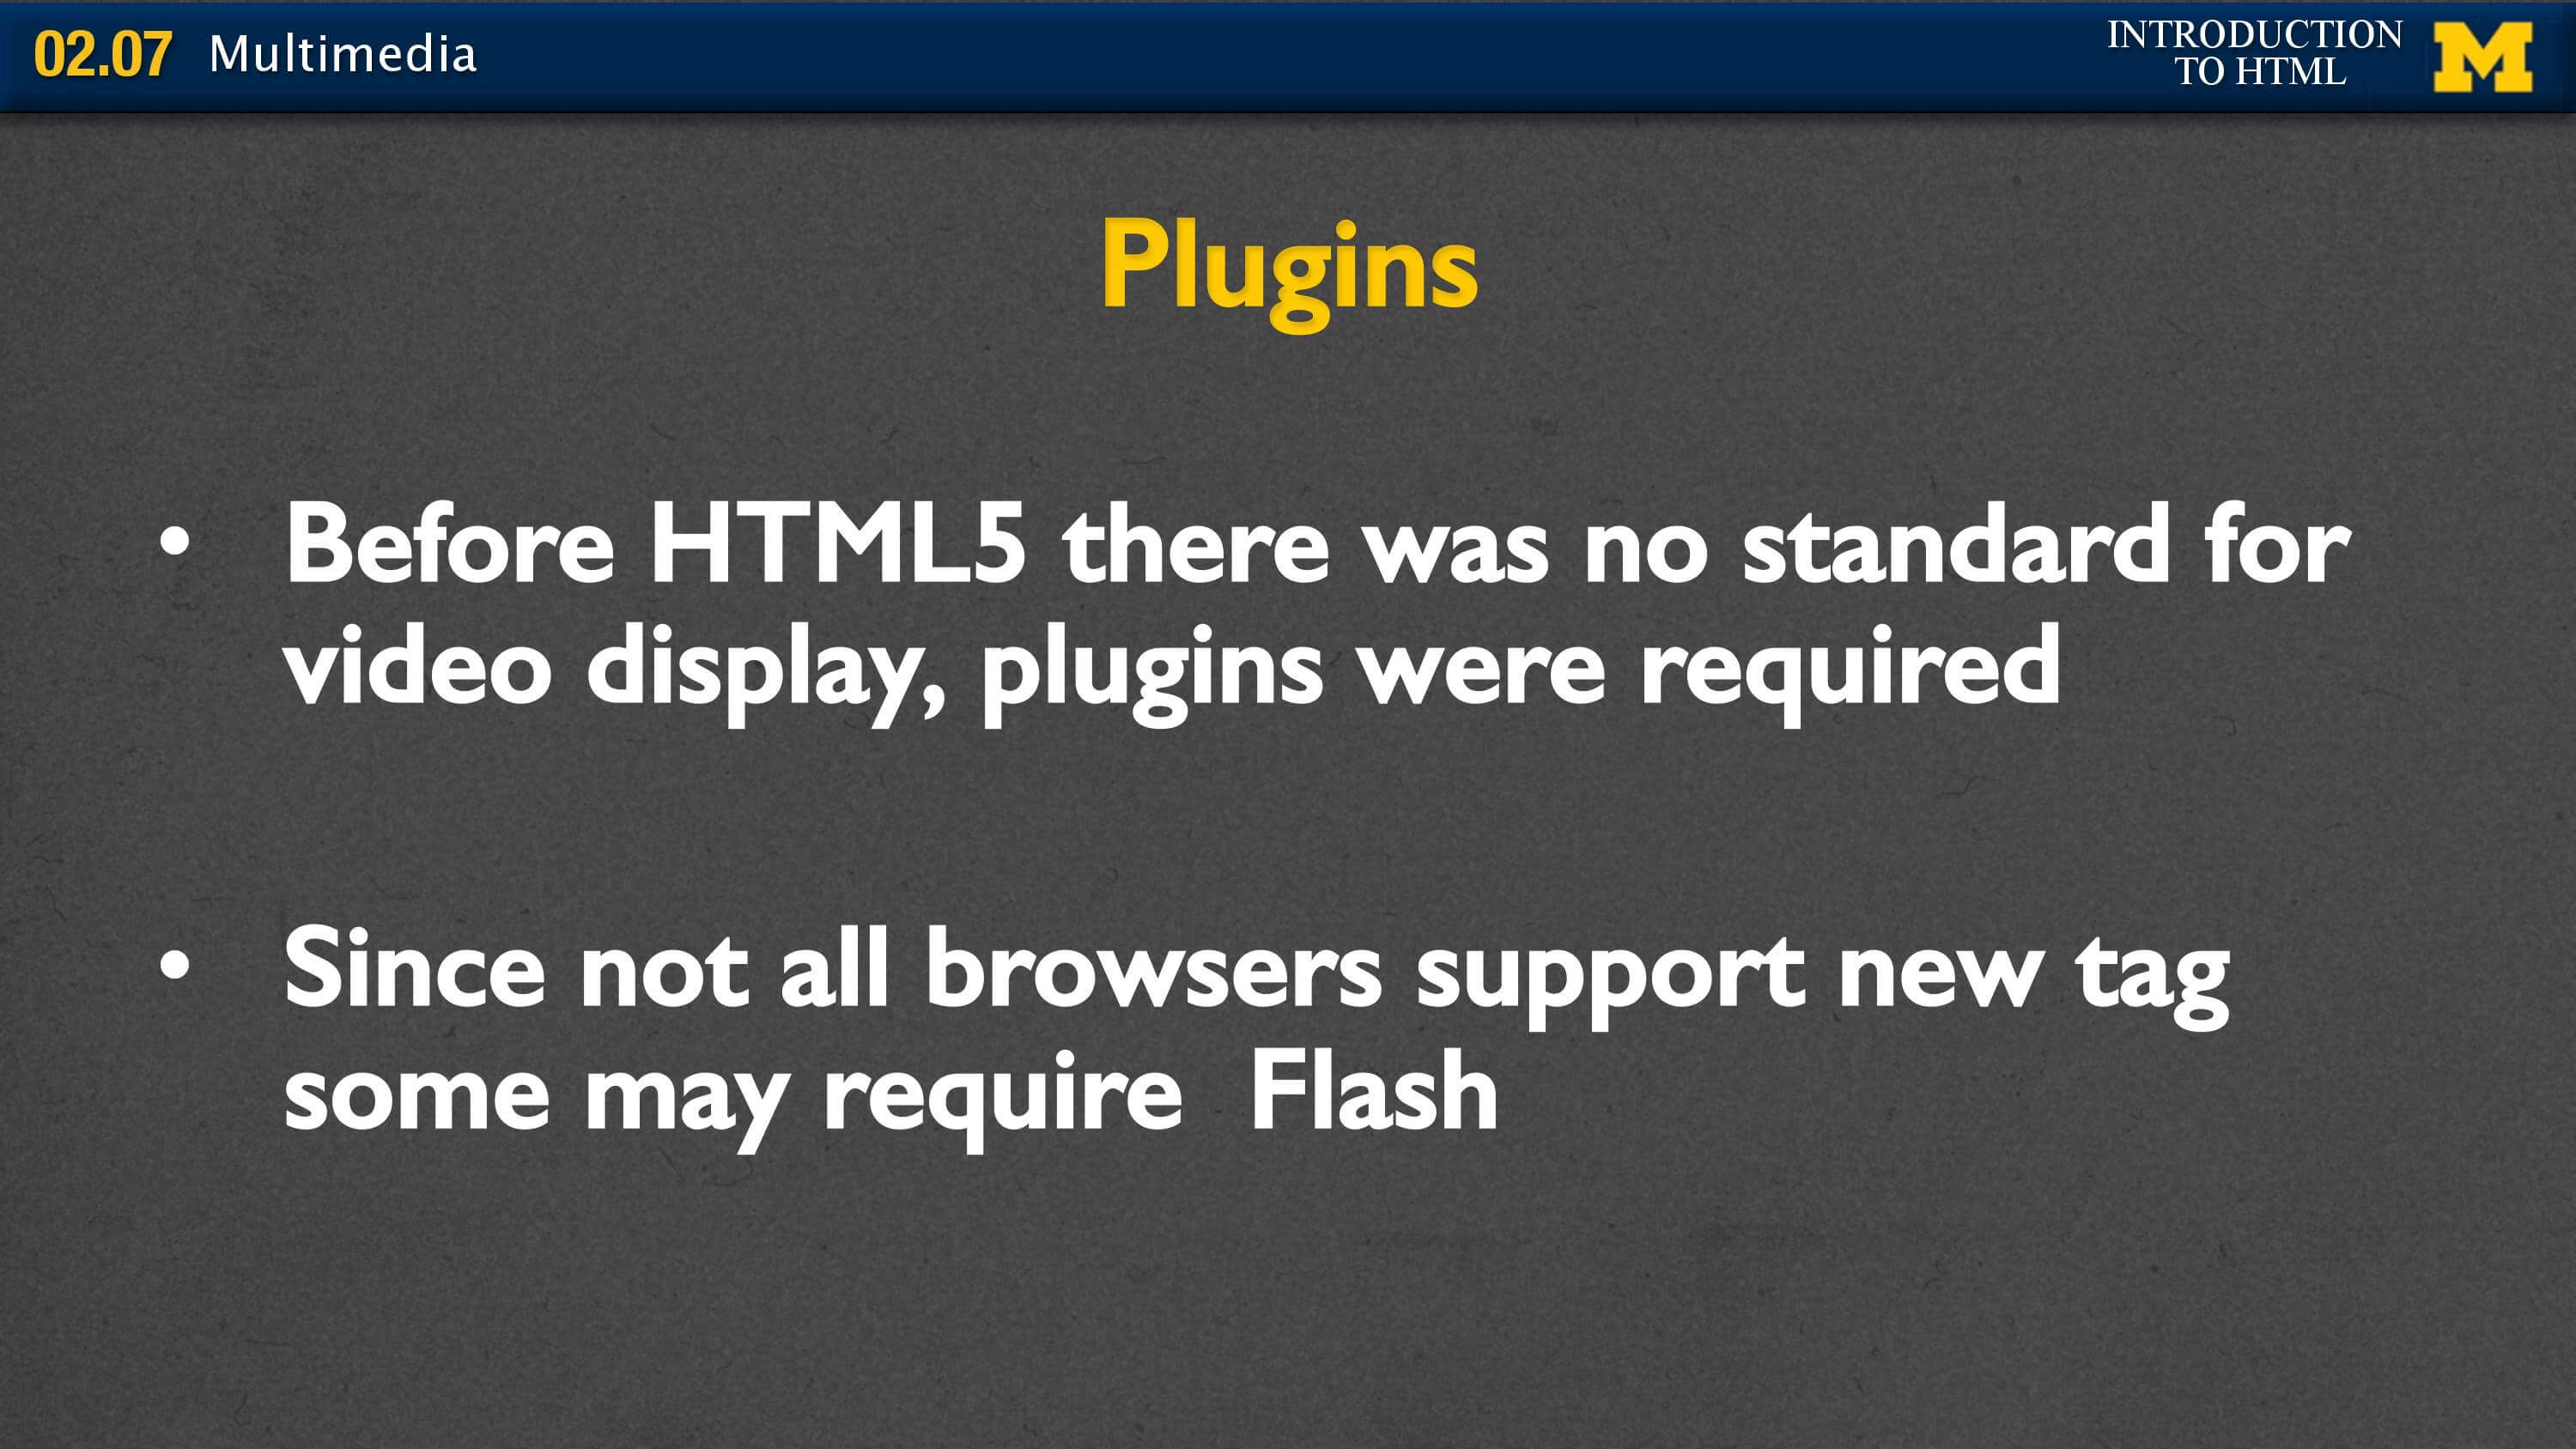 02.07 Multimedia
INTRODUCTION
TO HTML
M
Plugins
• Before HTML5 there was no standard for
video display, plugins were required
• Since not all browsers support new tag
some may require  Flash